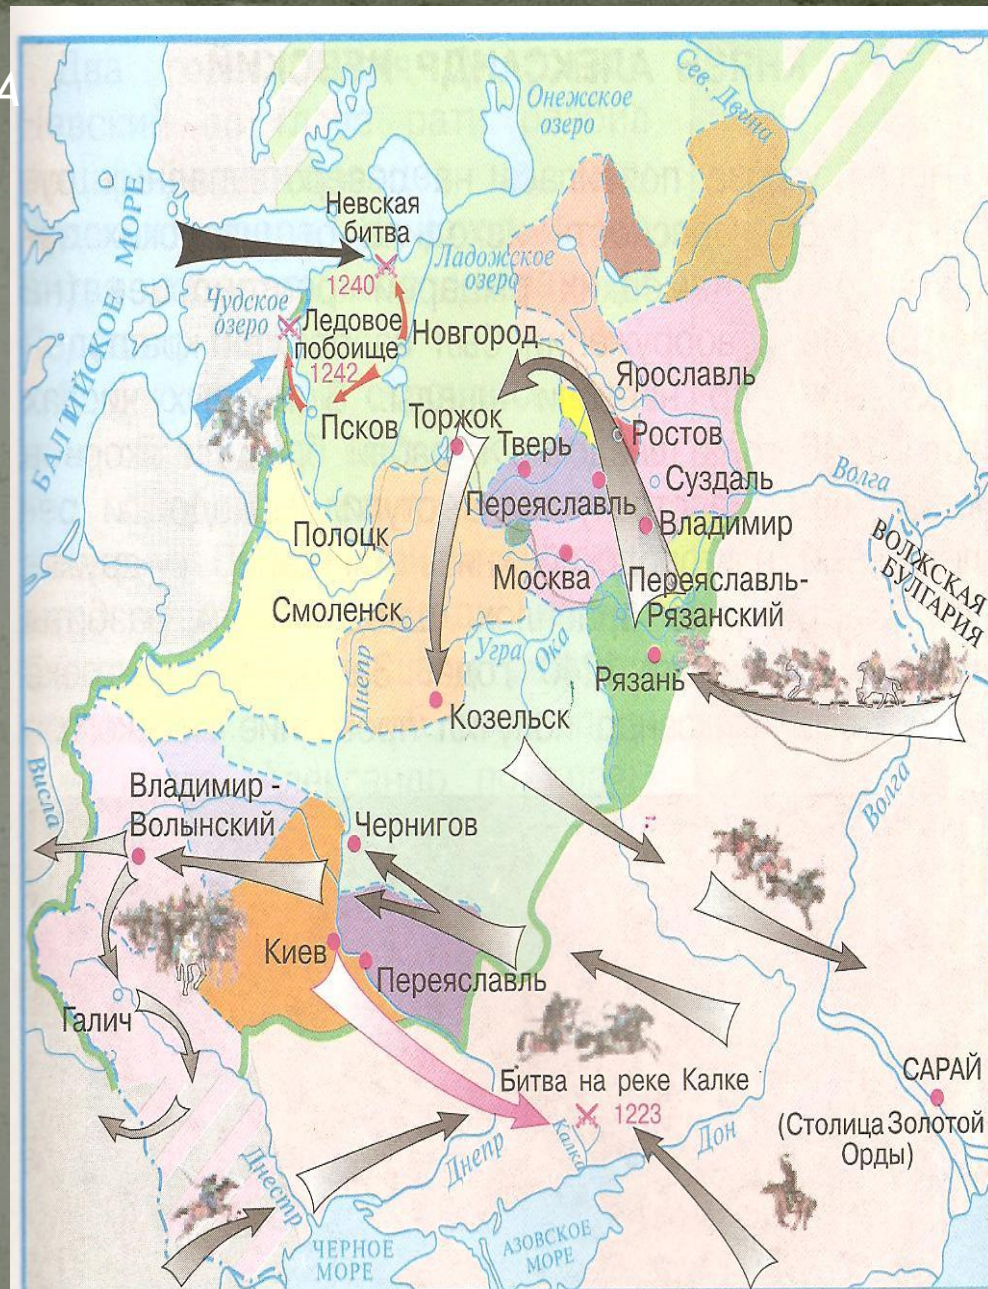 4
Сев. Двина
Онежское
озеро
БАЛТИЙСКОЕ МОРЕ
Невская
битва
1240
Ладожское
озеро
Чудское
озеро
Ледовое
побоище
1242
Новгород
Псков
Торжок
Ярославль
Тверь
Ростов
Переяславль
Суздаль
Волга
Владимир
ВОЛЖСКАЯ
БУЛГАРИЯ
Полоцк
Москва
Переяславль-
Рязанский
Смоленск
Угра
Ока
Рязань
Днепр
Козельск
Висла
Волга
Владимир -
Волынский
Чернигов
Киев
Переяславль
Галич
Битва на реке Калке
1223
САРАЙ
(Столица Золотой
Орды)
Днепр
Калка
Дон
Днестр
ЧЕРНОЕ
МОРЕ
АЗОВСКОЕ
МОРЕ